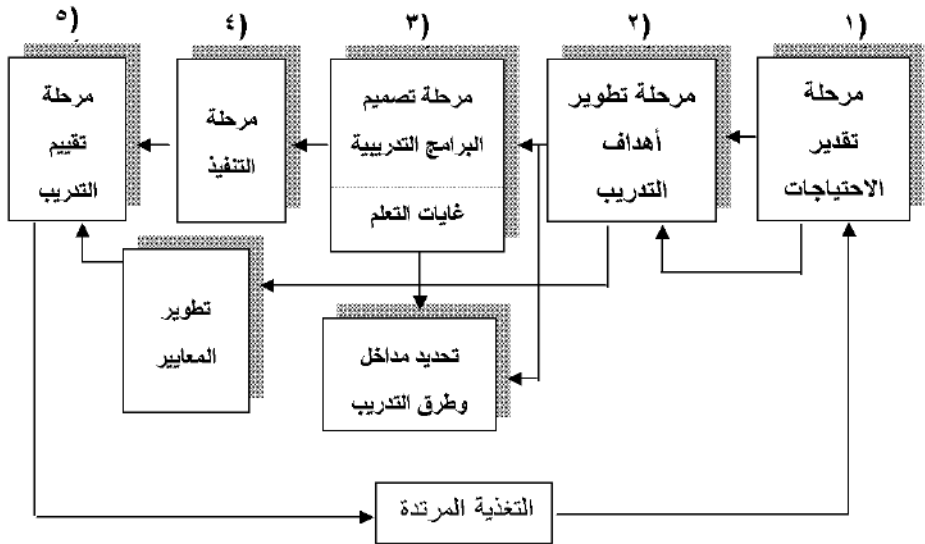 (١
(٢
(٣
(٤
(٥
مرحلة
تقدير
الاحتياجات
مرحلة تطوير
أهداف
التدريب
مرحلة تصميم
البرامج التدريبية
غايات التعلم
مرحلة
التنفيذ
مرحلة
تقييم
التدريب
تطوير
المعايير
تحديد مداخل
وطرق التدريب
التغذية المرتدة